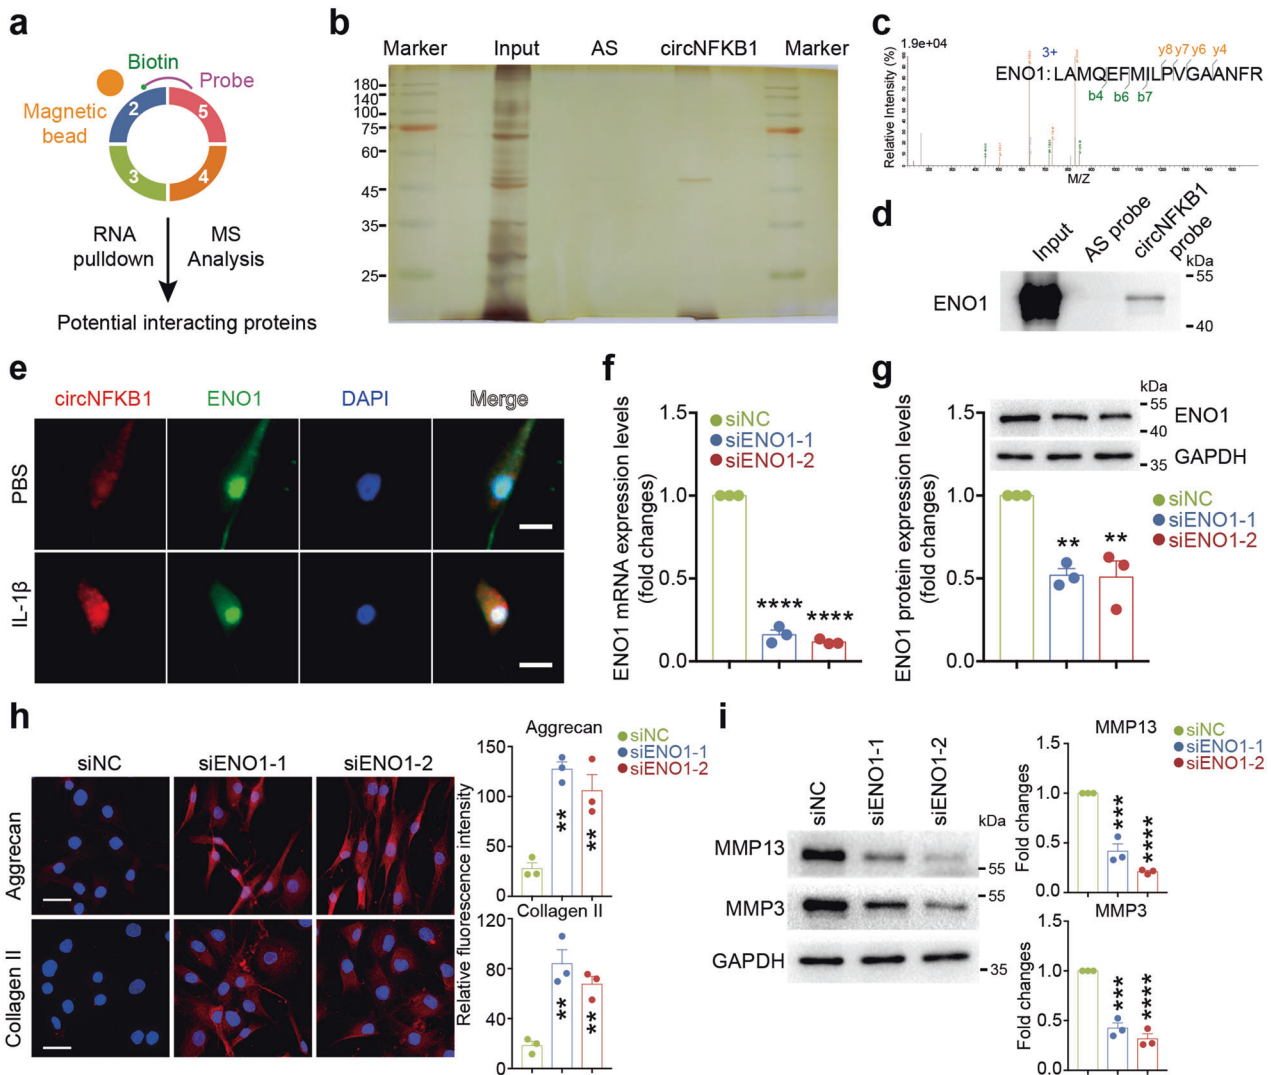 a
Biotin
Probe
Magnetic
bead
2
5
3
4
RNA
pulldown
MS
Analysis
Potential interacting proteins
b
Marker
Input
AS
circNFKB1
Marker
180
140
100
75
60
45
35
25
c
1.9e+04
3+
y8 y7 y6 y4
ENO1:LAMQEFMILPVGAANFR
b4 b6 b7
Relative Intensity (%)
M/Z
d
Input
AS probe
circNFKB1
probe
kDa
55
ENO1
40
e
circNFKB1
ENO1
DAPI
Merge
PBS
IL-1β
f
ENO1 mRNA expression levels
(fold changes)
1.5
1.0
0.5
0.0
siNC
siENO1-1
siENO1-2
****
****
g
ENO1 protein expression levels
(fold changes)
1.5
1.0
0.5
0.0
kDa
55
ENO1
40
GAPDH
35
siNC
siENO1-1
siENO1-2
**
**
h
siNC
siENO1-1
siENO1-2
Aggrecan
Collagen II
Relative fluorescence intensity
Aggrecan
150
100
50
0
**
**
siNC
siENO1-1
siENO1-2
Collagen II
120
80
40
0
**
**
i
siNC
siENO1-1
siENO1-2
kDa
MMP13
55
55
MMP3
GAPDH
35
MMP13
Fold changes
1.5
1.0
0.5
0.0
***
****
siNC
siENO1-1
siENO1-2
MMP3
Fold changes
1.5
1.0
0.5
0.0
***
****